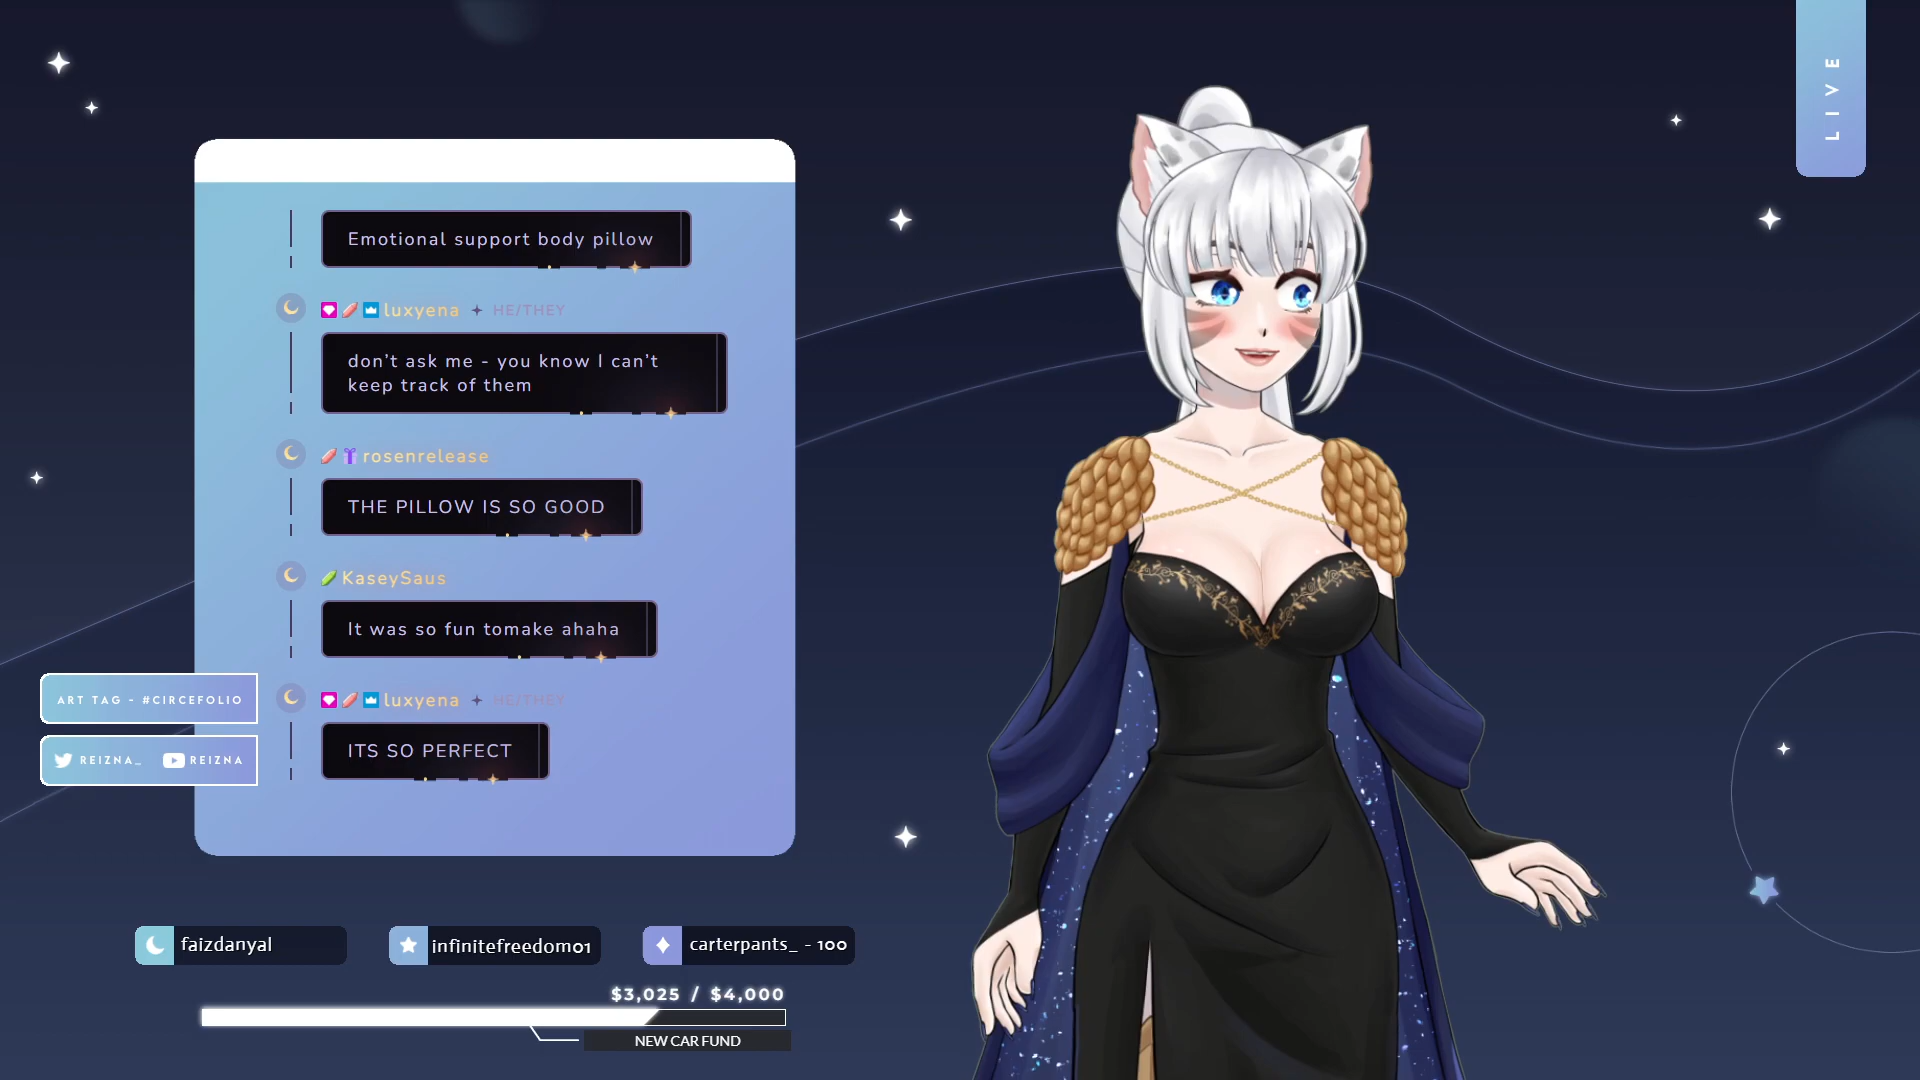 LIVE
Emotional support body pillow
luxyena HE/THEY
don't ask me - you know I can't
keep track of them
rosenrelease
THE PILLOW IS SO GOOD
KaseySaus
It was so fun tomake ahaha
luxyena HE/THEY
ITS SO PERFECT
ART TAG - #CIRCEFOLIO
REIZNA_ REIZNA
faizdanyal
infinitefreedom01
carterpants_ - 100
$3,025 / $4,000
NEW CAR FUND